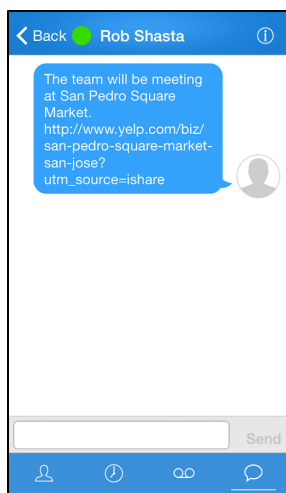 Back Rob Shasta
The team will be meeting
at San Pedro Square
Market.
http://www.yelp.com/biz/
san-pedro-square-market-
san-jose?
utm_source=ishare
Send